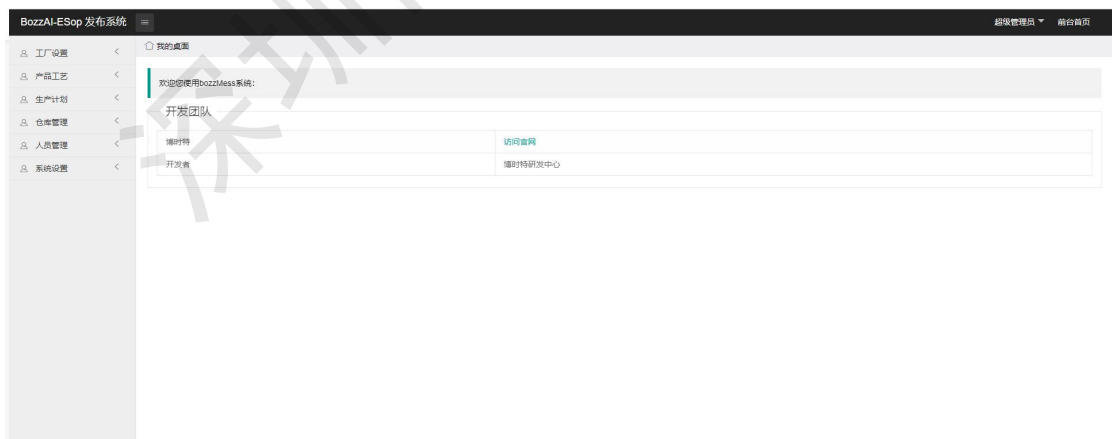 BozzAI-ESop 发布系统
超级管理员 前台首页
工厂设置
产品工艺
生产计划
仓库管理
人员管理
系统设置
我的桌面
欢迎您使用bozzMess系统：
开发团队
博时特 访问官网
开发者 博时特研发中心
深圳